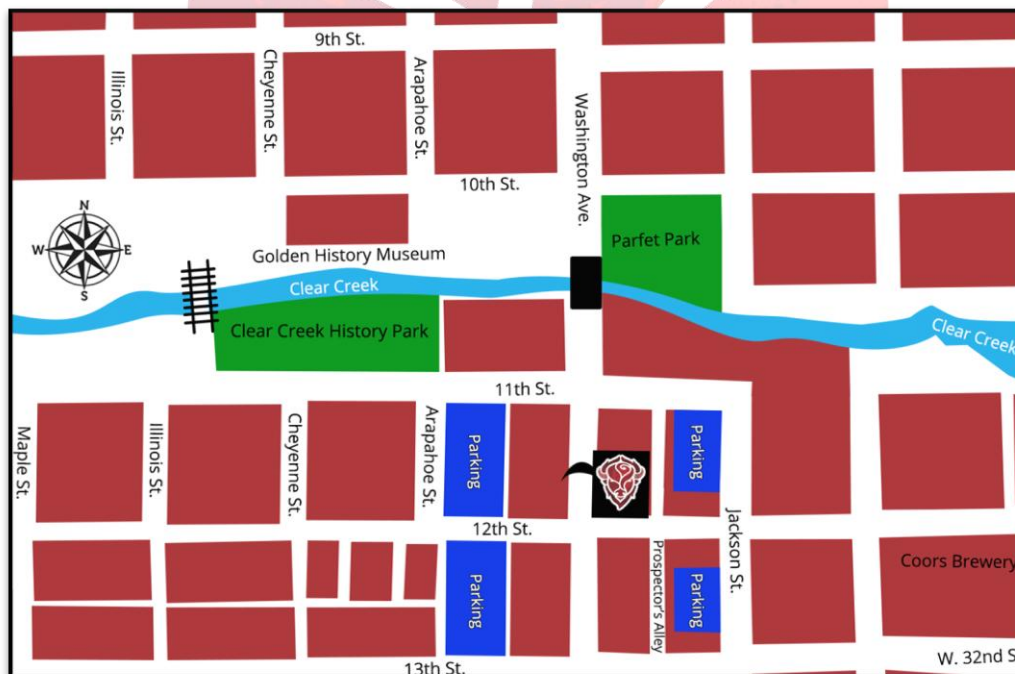 9th St.
Illinois St.
Cheyenne St.
Arapahoe St.
Washington Ave.
10th St.
N
W
E
S
Parfet Park
Golden History Museum
Clear Creek
Clear Creek History Park
Clear Creek
11th St.
Maple St.
Illinois St.
Cheyenne St.
Arapahoe St.
Parking
Parking
12th St.
Jackson St.
Parking
Prospector's Alley
Parking
Coors Brewery
13th St.
W. 32nd S